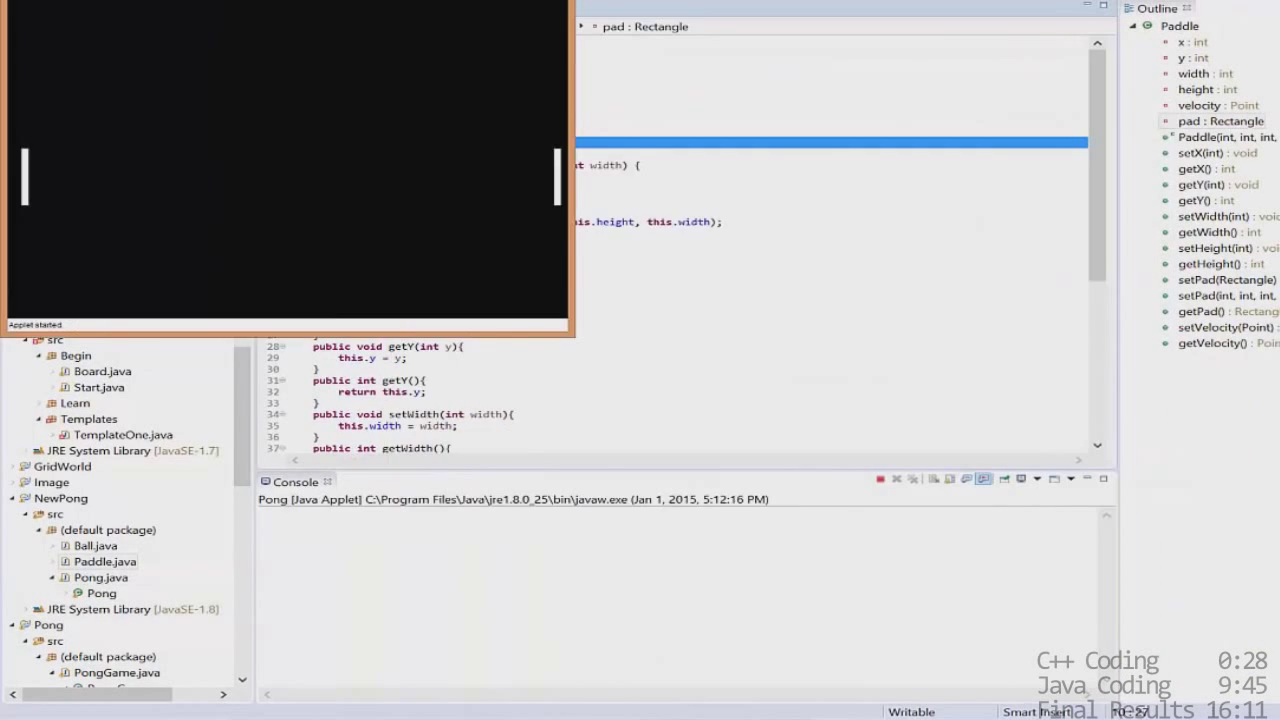 pad : Rectangle
nt width) {
is.height, this.width);
Applet started.
28 public void getY(int y){
29 this.y = y;
30 }
31 public int getY(){
32 return this.y;
33 }
34 public void setWidth(int width){
35 this.width = width;
36 }
37 public int getWidth(){
Outline
Paddle
x : int
y : int
width : int
height : int
velocity : Point
pad : Rectangle
Paddle(int, int, int,
setX(int) : void
getX() : int
getY(int) : void
getY() : int
setWidth(int) : voi
getWidth() : int
setHeight(int) : vo
getHeight() : int
setPad(Rectangle)
setPad(int, int, int,
getPad() : Rectang
setVelocity(Point) :
getVelocity() : Poin
src
Begin
Board.java
Start.java
Learn
Templates
TemplateOne.java
JRE System Library [JavaSE-1.7]
GridWorld
Image
NewPong
src
(default package)
Ball.java
Paddle.java
Pong.java
Pong
JRE System Library [JavaSE-1.8]
Pong
src
(default package)
PongGame.java
Console
Pong [Java Applet] C:\Program Files\Java\jre1.8.0_25\bin\javaw.exe (Jan 1, 2015, 5:12:16 PM)
C++ Coding 0:28
Java Coding 9:45
Final Results 16:11
Writable
Smart Insert